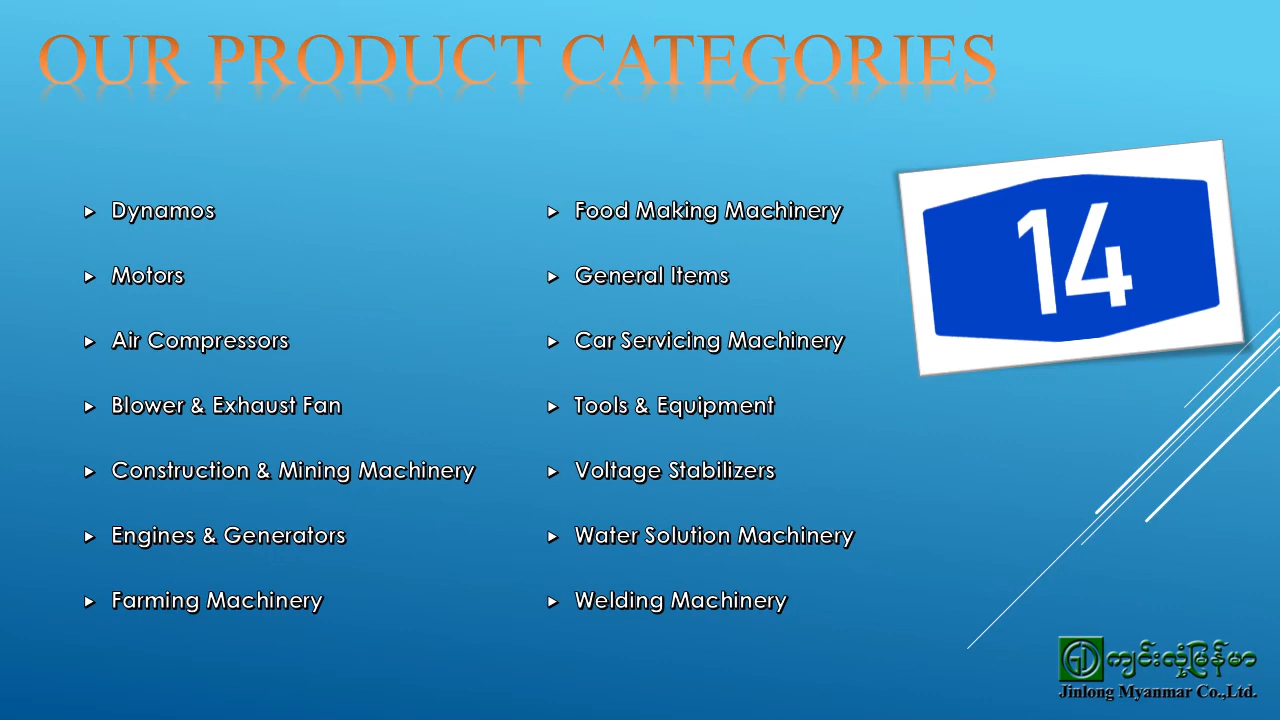 OUR PRODUCT CATEGORIES
Dynamos
Motors
Air Compressors
Blower & Exhaust Fan
Construction & Mining Machinery
Engines & Generators
Farming Machinery
Food Making Machinery
General Items
Car Servicing Machinery
Tools & Equipment
Voltage Stabilizers
Water Solution Machinery
Welding Machinery
14
ကျင်းလုံမြန်မာ
Jinlong Myanmar Co.,Ltd.